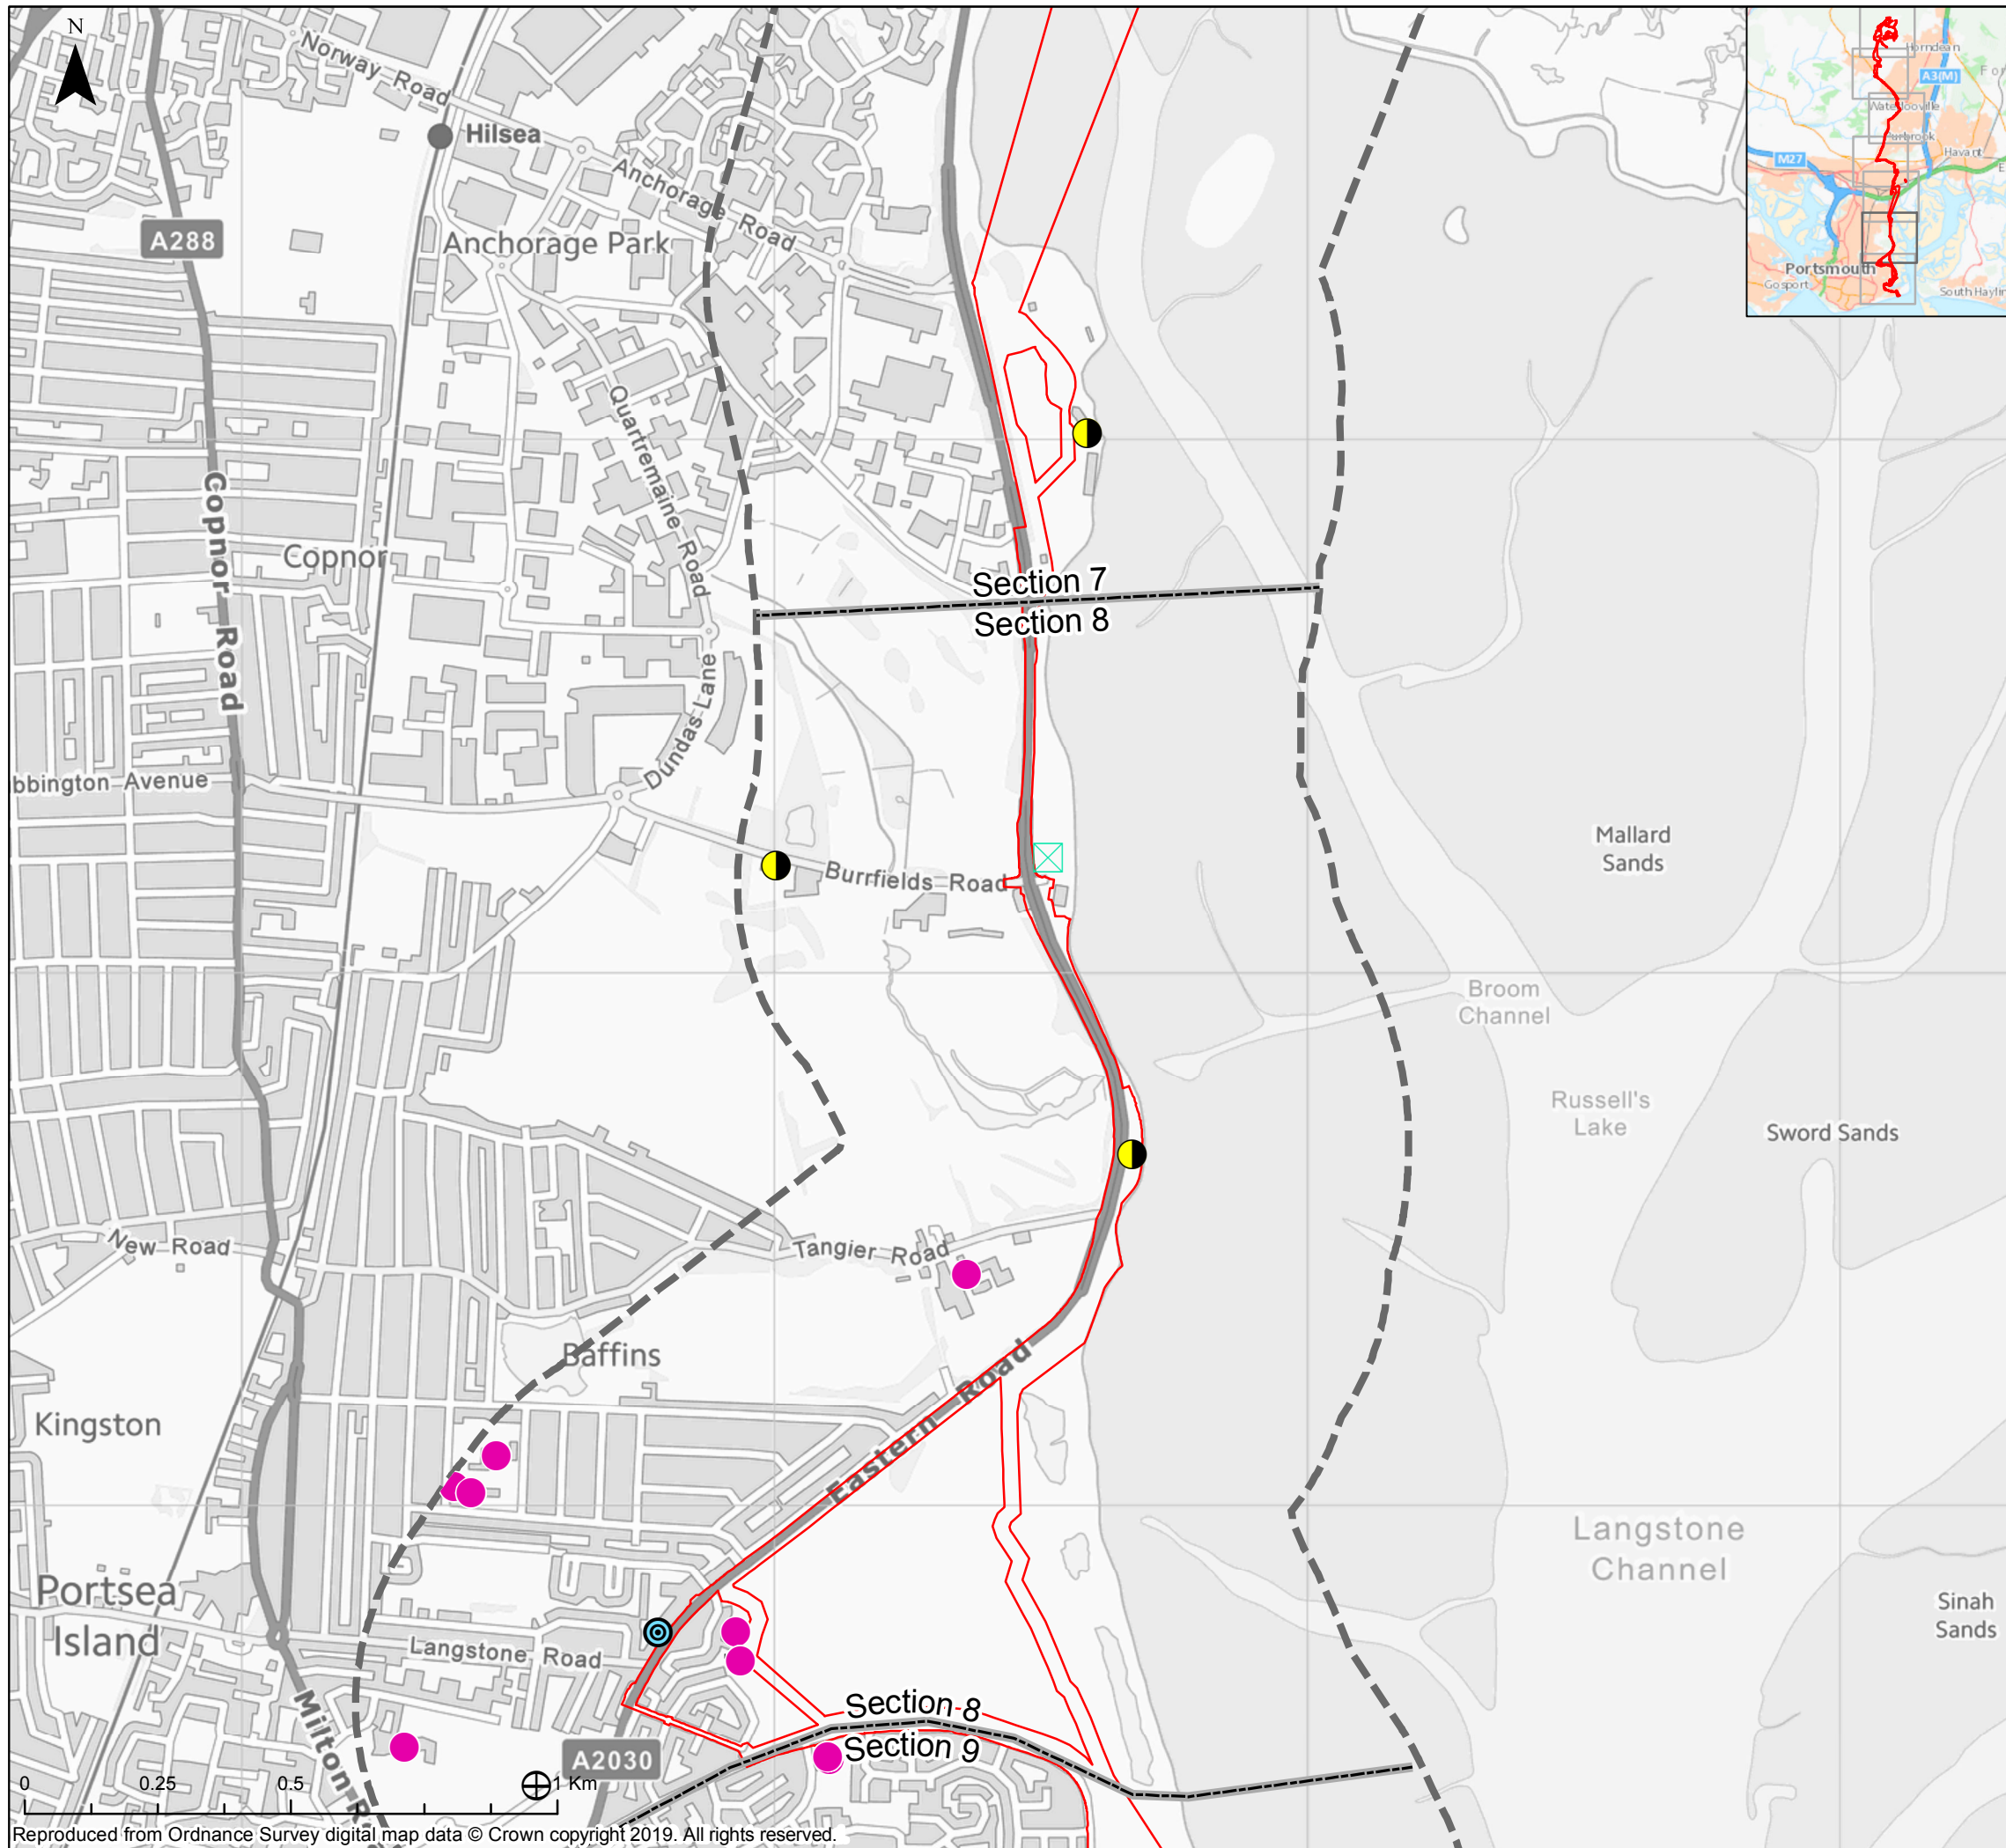 N
Norway Road
Hilsea
Anchorage Road
A288
Anchorage Park
Quartremaine Road
Copnor Road
Copnor
Section 7
Section 8
Dundas Lane
bbington Avenue
Burrfields Road
Mallard
Sands
Broom
Channel
Russell's
Lake
Sword Sands
New Road
Tangier Road
Baffins
Eastern Road
Kingston
Langstone
Channel
Portsea
Island
Sinah
Sands
Langstone Road
Milton R
Section 8
Section 9
A2030
0 0.25 0.5 1 Km
Reproduced from Ordnance Survey digital map data © Crown copyright 2019. All rights reserved.
Horndean
A3(M)
For
Waterlooville
Purbrook
Havant
M27
E
Portsmouth
Gosport
South Haylin